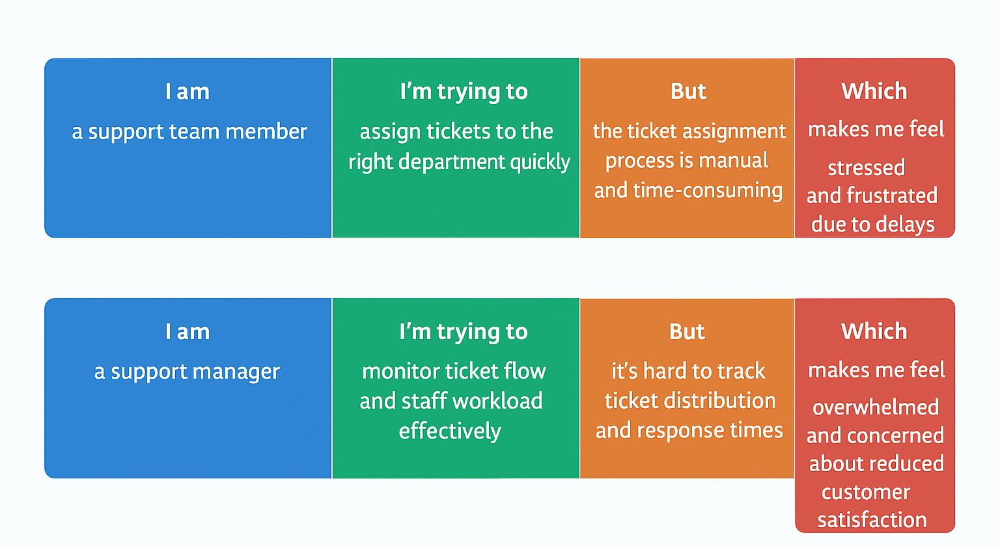 I am
a support team member
I'm trying to
assign tickets to the
right department quickly
But
the ticket assignment
process is manual
and time-consuming
Which
makes me feel
stressed
and frustrated
due to delays
I am
a support manager
I'm trying to
monitor ticket flow
and staff workload
effectively
But
it's hard to track
ticket distribution
and response times
Which
makes me feel
overwhelmed
and concerned
about reduced
customer
satisfaction